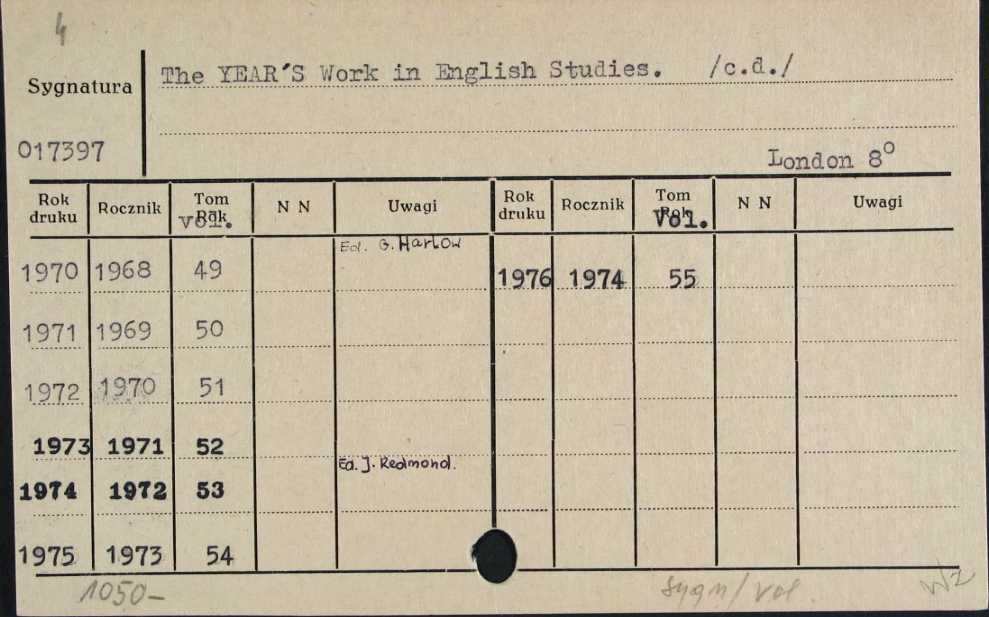 4
Sygnatura
The YEAR'S Work in English Studies. /c.d./
017397
London 8°
Rok druku Rocznik Tom Rok Vol. N N Uwagi Rok druku Rocznik Tom Rok Vol. N N Uwagi
Ed. G. Harlow
1970 1968 49 1976 1974 55
1971 1969 50
1972 1970 51
1973 1971 52
Ed. J. Redmond.
1974 1972 53
1975 1973 54
1050-
sygn/vol.